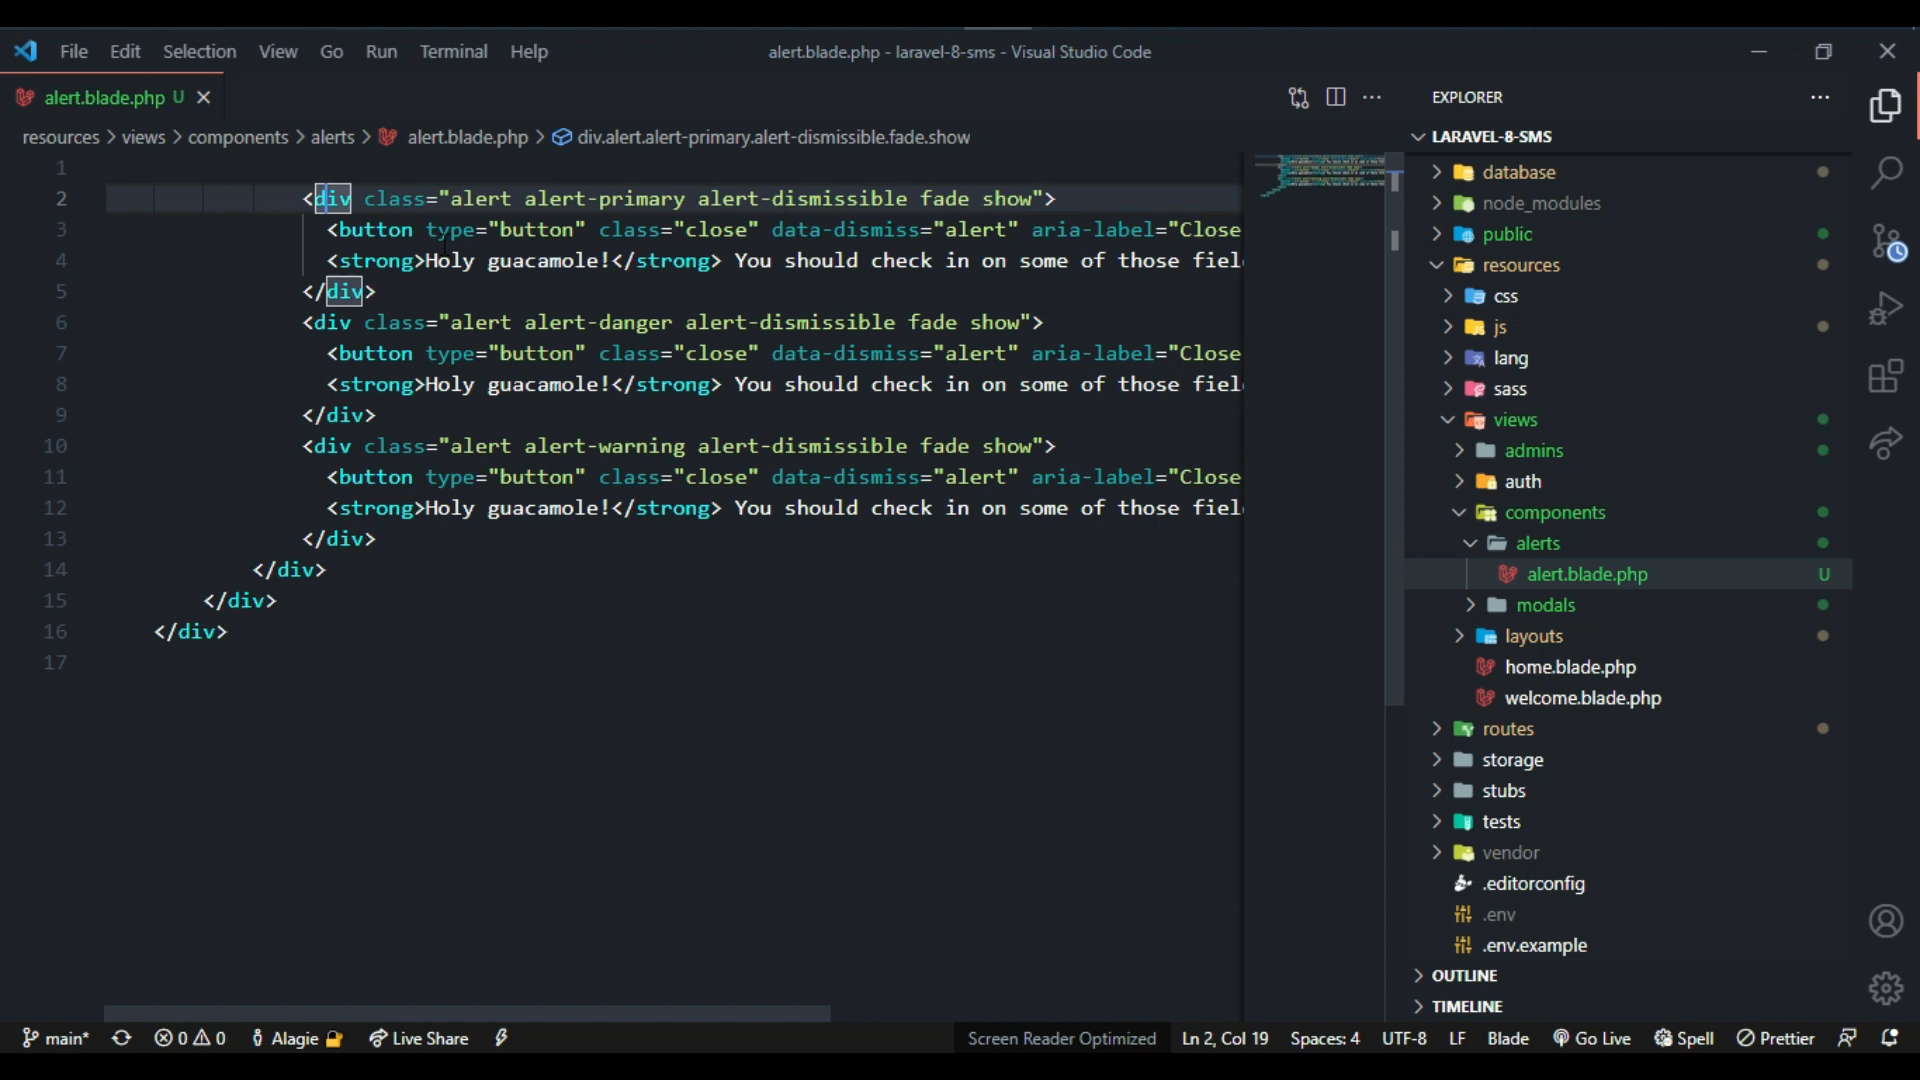 File Edit Selection View Go Run Terminal Help
alert.blade.php - laravel-8-sms - Visual Studio Code
alert.blade.php U
resources > views > components > alerts > alert.blade.php > div.alert.alert-primary.alert-dismissible.fade.show
1
2 <div class="alert alert-primary alert-dismissible fade show">
3 <button type="button" class="close" data-dismiss="alert" aria-label="Close
4 <strong>Holy guacamole!</strong> You should check in on some of those fiel
5 </div>
6 <div class="alert alert-danger alert-dismissible fade show">
7 <button type="button" class="close" data-dismiss="alert" aria-label="Close
8 <strong>Holy guacamole!</strong> You should check in on some of those fiel
9 </div>
10 <div class="alert alert-warning alert-dismissible fade show">
11 <button type="button" class="close" data-dismiss="alert" aria-label="Close
12 <strong>Holy guacamole!</strong> You should check in on some of those fiel
13 </div>
14 </div>
15 </div>
16 </div>
17
EXPLORER
LARAVEL-8-SMS
database
node_modules
public
resources
css
js
lang
sass
views
admins
auth
components
alerts
alert.blade.php U
modals
layouts
home.blade.php
welcome.blade.php
routes
storage
stubs
tests
vendor
.editorconfig
.env
.env.example
OUTLINE
TIMELINE
main* 0 0 Alagie Live Share Screen Reader Optimized Ln 2, Col 19 Spaces: 4 UTF-8 LF Blade Go Live Spell Prettier